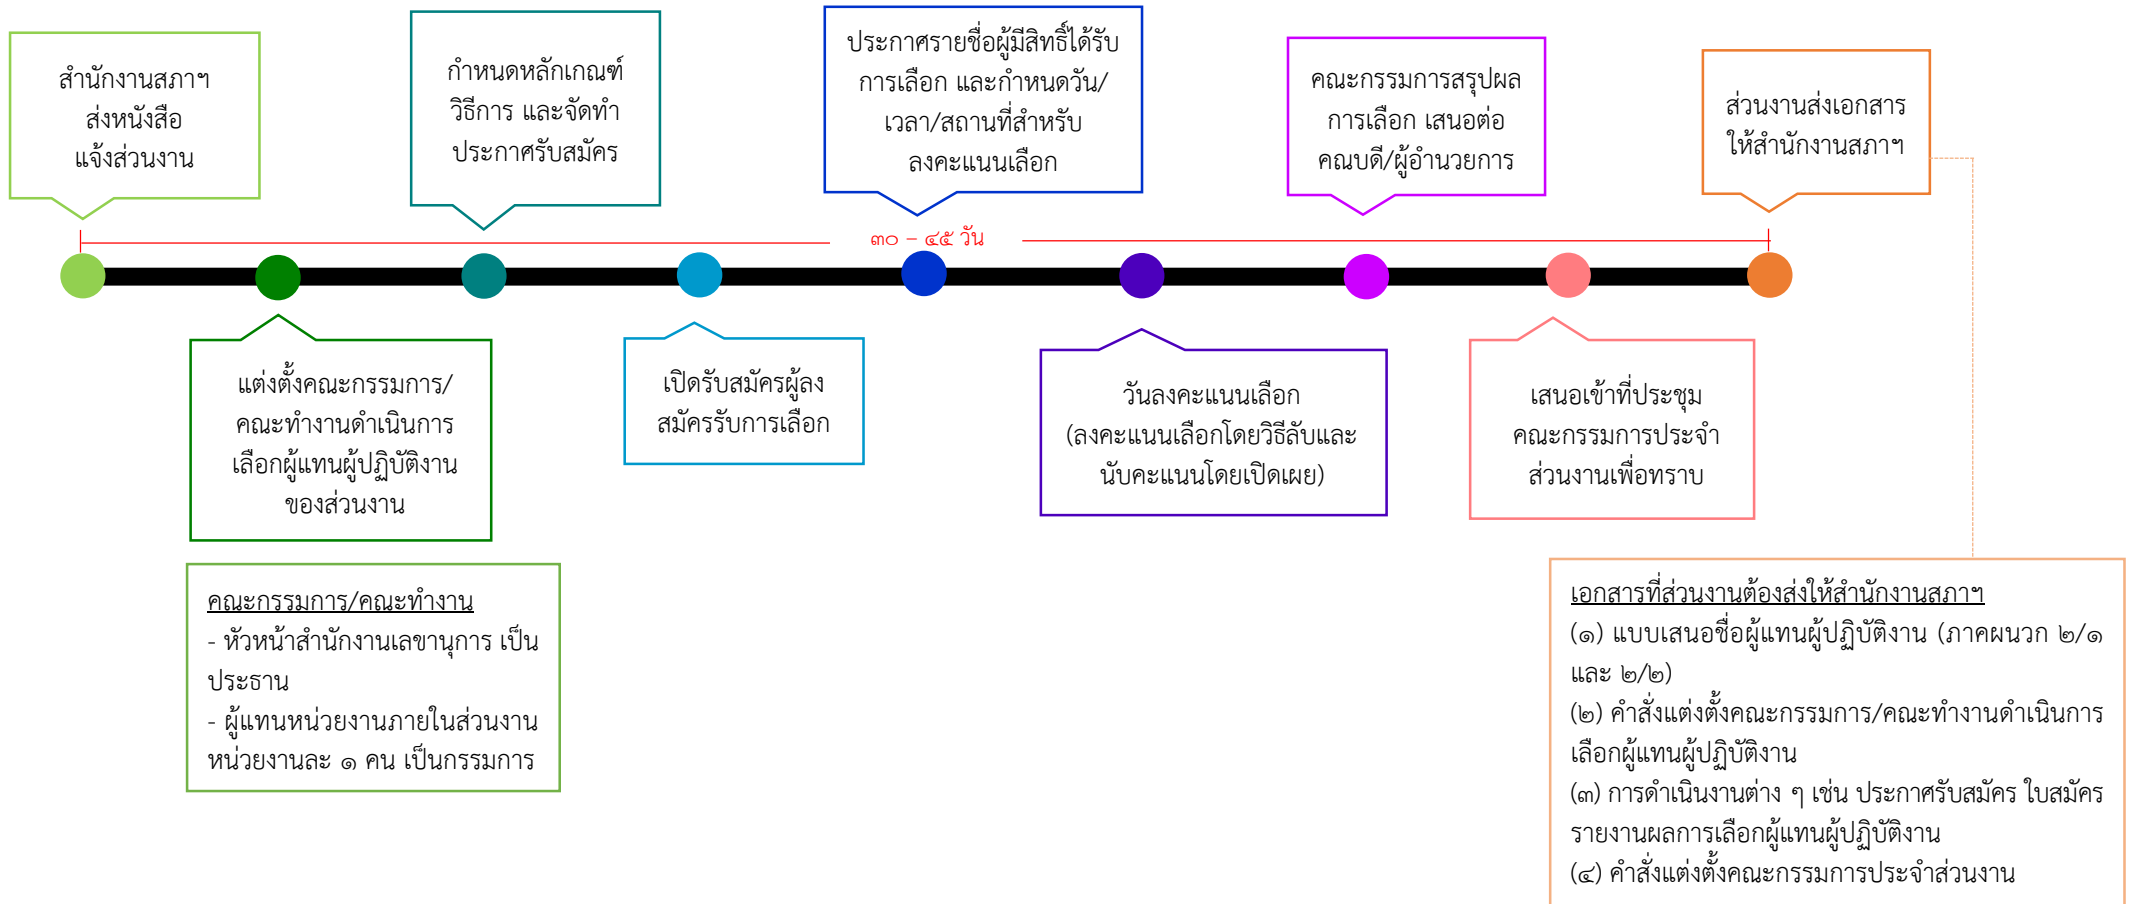 สำนักงานสภาฯ
ส่งหนังสือ
แจ้งส่วนงาน
กำหนดหลักเกณฑ์
วิธีการ และจัดทำ
ประกาศรับสมัคร
ประกาศรายชื่อผู้มีสิทธิ์ได้รับ
การเลือก และกำหนดวัน/
เวลา/สถานที่สำหรับ
ลงคะแนนเลือก
คณะกรรมการสรุปผล
การเลือก เสนอต่อ
คณบดี/ผู้อำนวยการ
ส่วนงานส่งเอกสาร
ให้สำนักงานสภาฯ
๓๐ – ๔๕ วัน
แต่งตั้งคณะกรรมการ/
คณะทำงานดำเนินการ
เลือกผู้แทนผู้ปฏิบัติงาน
ของส่วนงาน
เปิดรับสมัครผู้ลง
สมัครรับการเลือก
วันลงคะแนนเลือก
(ลงคะแนนเลือกโดยวิธีลับและ
นับคะแนนโดยเปิดเผย)
เสนอเข้าที่ประชุม
คณะกรรมการประจำ
ส่วนงานเพื่อทราบ
คณะกรรมการ/คณะทำงาน
- หัวหน้าสำนักงานเลขานุการ เป็น
ประธาน
- ผู้แทนหน่วยงานภายในส่วนงาน
หน่วยงานละ ๑ คน เป็นกรรมการ
เอกสารที่ส่วนงานต้องส่งให้สำนักงานสภาฯ
(๑) แบบเสนอชื่อผู้แทนผู้ปฏิบัติงาน (ภาคผนวก ๒/๑
และ ๒/๒)
(๒) คำสั่งแต่งตั้งคณะกรรมการ/คณะทำงานดำเนินการ
เลือกผู้แทนผู้ปฏิบัติงาน
(๓) การดำเนินงานต่าง ๆ เช่น ประกาศรับสมัคร ใบสมัคร
รายงานผลการเลือกผู้แทนผู้ปฏิบัติงาน
(๔) คำสั่งแต่งตั้งคณะกรรมการประจำส่วนงาน